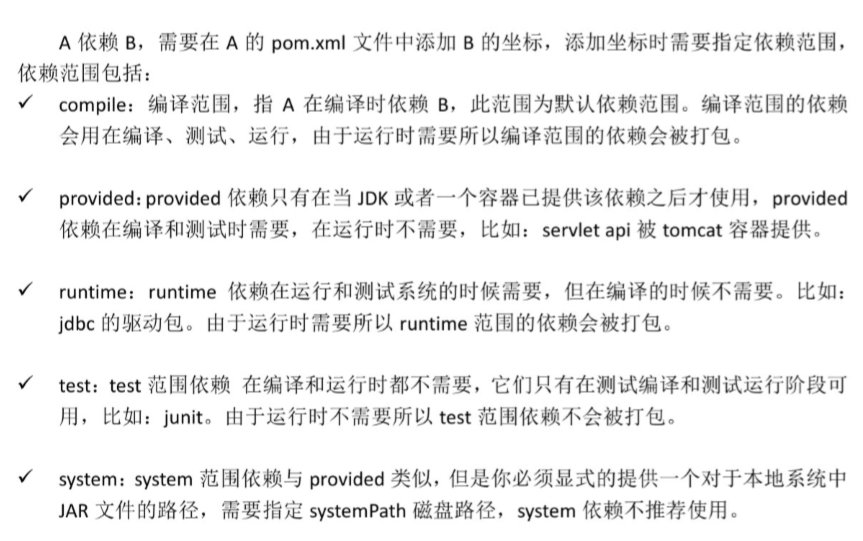 A 依赖 B，需要在 A 的 pom.xml 文件中添加 B 的坐标，添加坐标时需要指定依赖范围，
依赖范围包括：
✓ compile：编译范围，指 A 在编译时依赖 B，此范围为默认依赖范围。编译范围的依赖
会用在编译、测试、运行，由于运行时需要所以编译范围的依赖会被打包。
✓ provided：provided 依赖只有在当 JDK 或者一个容器已提供该依赖之后才使用，provided
依赖在编译和测试时需要，在运行时不需要，比如：servlet api 被 tomcat 容器提供。
✓ runtime：runtime 依赖在运行和测试系统的时候需要，但在编译的时候不需要。比如：
jdbc 的驱动包。由于运行时需要所以 runtime 范围的依赖会被打包。
✓ test：test 范围依赖 在编译和运行时都不需要，它们只有在测试编译和测试运行阶段可
用，比如：junit。由于运行时不需要所以 test 范围依赖不会被打包。
✓ system：system 范围依赖与 provided 类似，但是你必须显式的提供一个对于本地系统中
JAR 文件的路径，需要指定 systemPath 磁盘路径，system 依赖不推荐使用。